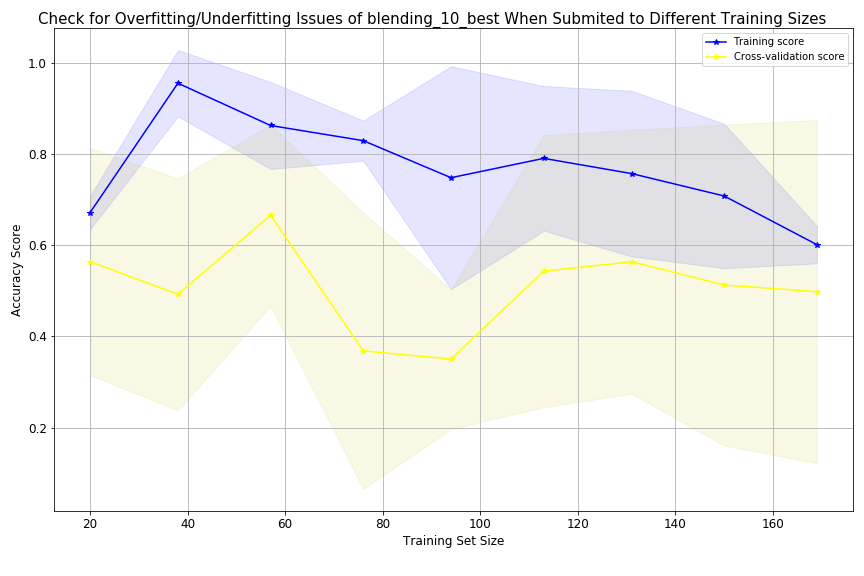 Check for Overfitting/Underfitting Issues of blending_10_best When Submited to Different Training Sizes
Training score
Cross-validation score
1.0
0.8
0.6
0.4
0.2
Accuracy Score
20 40 60 80 100 120 140 160
Training Set Size